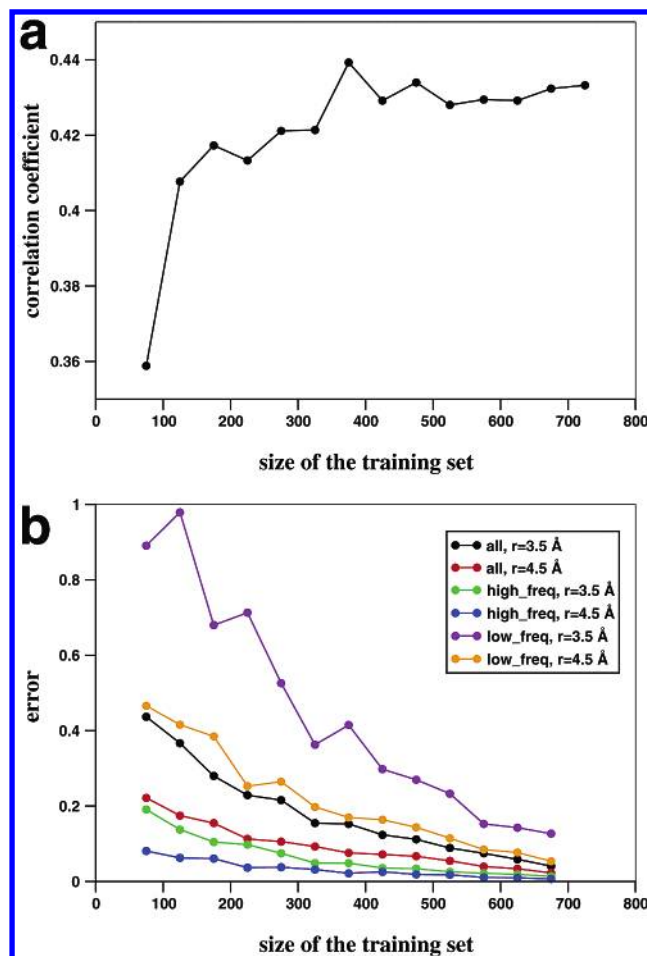 a
0.44
0.42
0.4
0.38
0.36
correlation coefficient
0 100 200 300 400 500 600 700 800
size of the training set
b
1
0.8
0.6
0.4
0.2
0
error
all, r=3.5 Å
all, r=4.5 Å
high_freq, r=3.5 Å
high_freq, r=4.5 Å
low_freq, r=3.5 Å
low_freq, r=4.5 Å
0 100 200 300 400 500 600 700 800
size of the training set